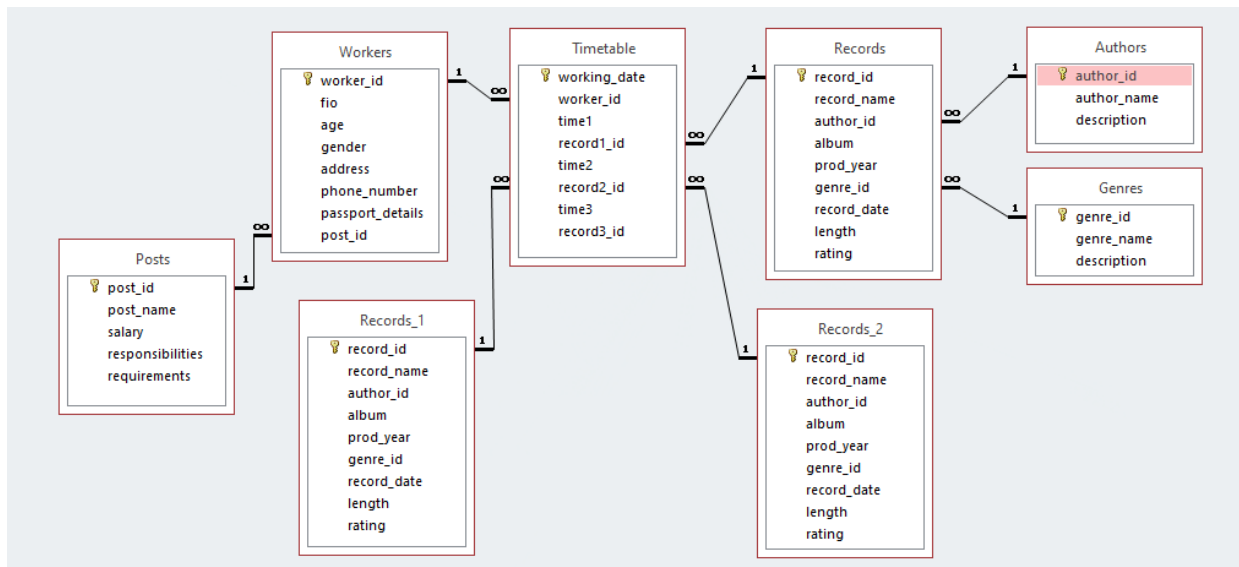 Workers
worker_id
fio
age
gender
address
phone_number
passport_details
post_id
Timetable
working_date
worker_id
time1
record1_id
time2
record2_id
time3
record3_id
Records
record_id
record_name
author_id
album
prod_year
genre_id
record_date
length
rating
Authors
author_id
author_name
description
Genres
genre_id
genre_name
description
Posts
post_id
post_name
salary
responsibilities
requirements
Records_1
record_id
record_name
author_id
album
prod_year
genre_id
record_date
length
rating
Records_2
record_id
record_name
author_id
album
prod_year
genre_id
record_date
length
rating
1
∞
1
∞
1
∞
1
∞
1
∞
1
∞
1